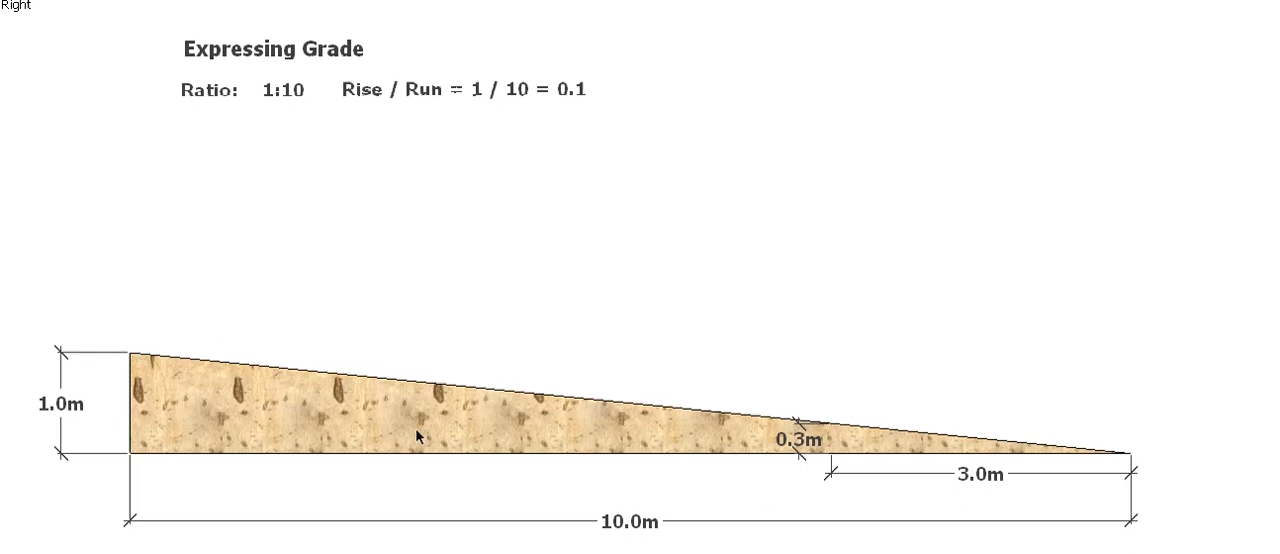 Right
Expressing Grade
Ratio: 1:10 Rise / Run = 1 / 10 = 0.1
1.0m
0.3m
3.0m
10.0m